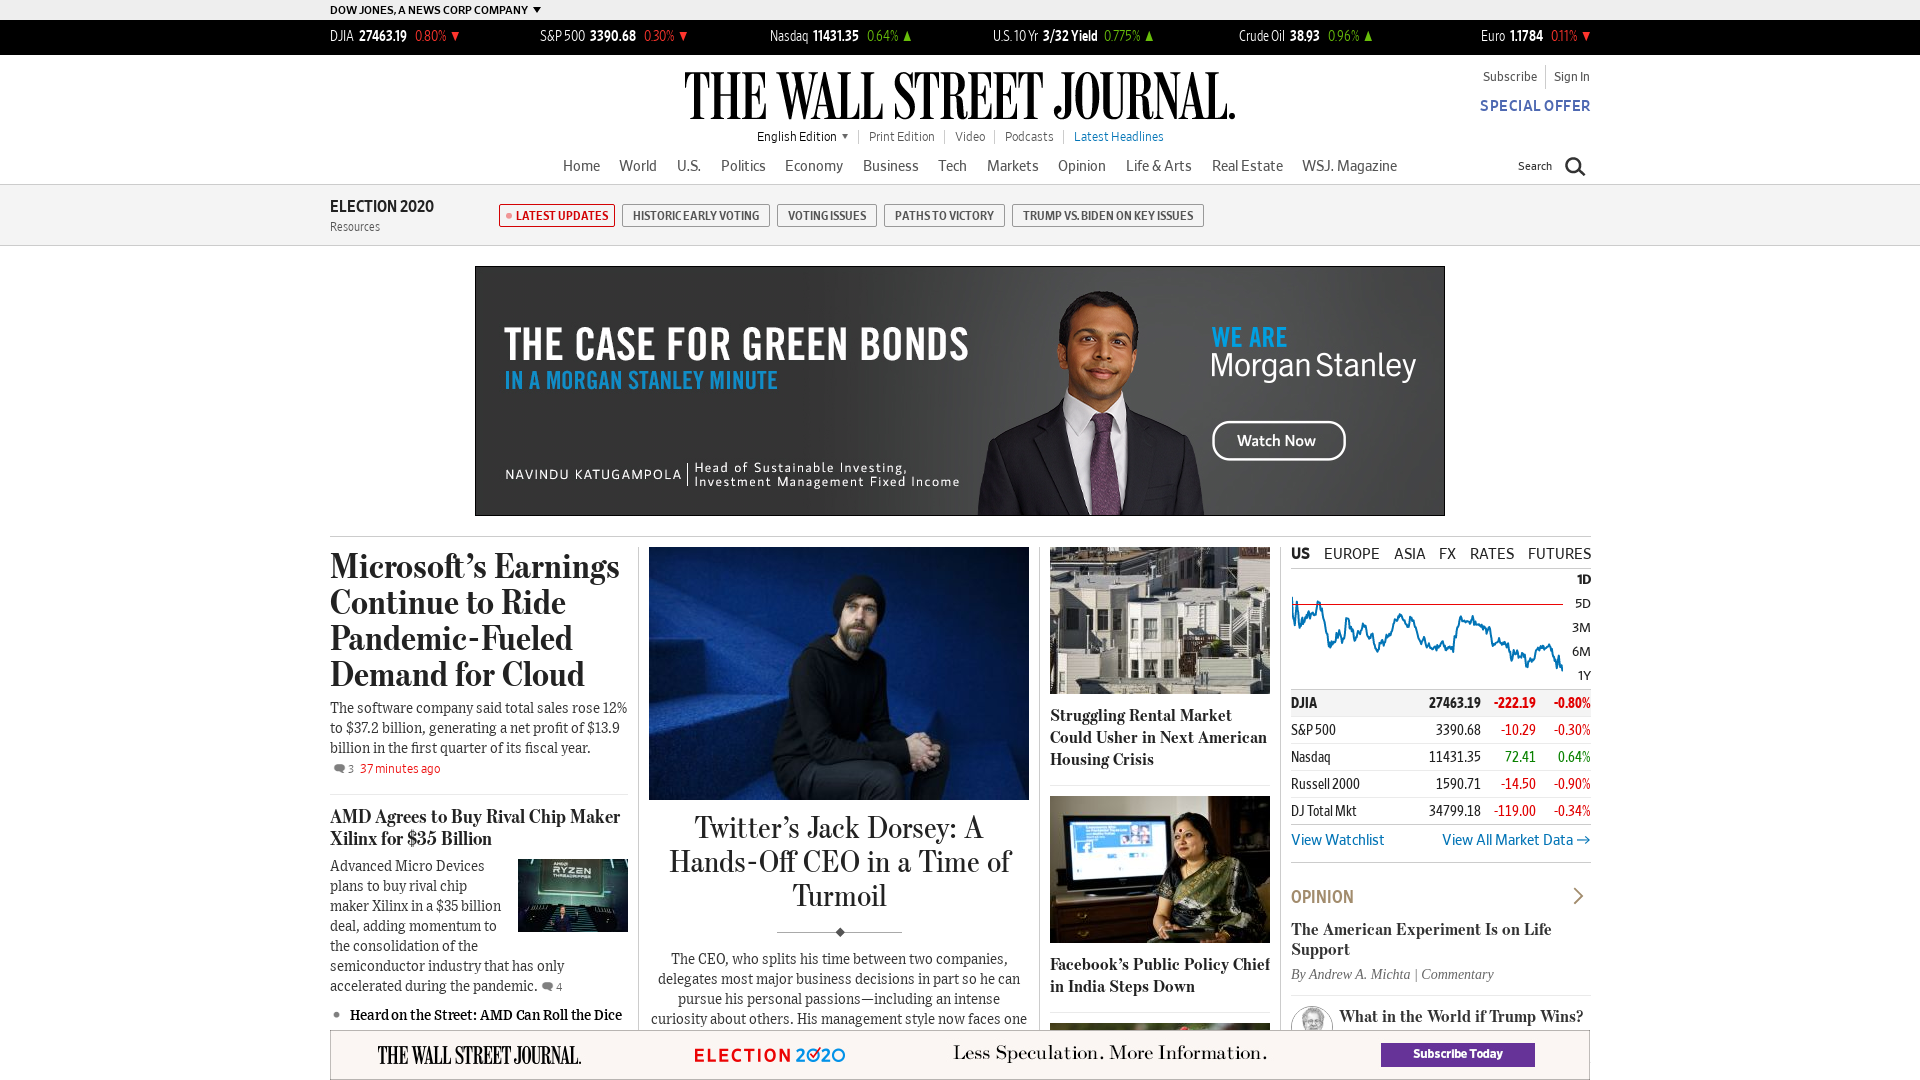 DOW JONES, A NEWS CORP COMPANY
DJIA 27463.19 0.80% S&P 500 3390.68 0.30% Nasdaq 11431.35 0.64% U.S. 10 Yr 3/32 Yield 0.775% Crude Oil 38.93 0.96% Euro 1.1784 0.11%
THE WALL STREET JOURNAL.
Subscribe Sign In
SPECIAL OFFER
English Edition Print Edition Video Podcasts Latest Headlines
Home World U.S. Politics Economy Business Tech Markets Opinion Life & Arts Real Estate WSJ. Magazine Search
ELECTION 2020
Resources
LATEST UPDATES HISTORIC EARLY VOTING VOTING ISSUES PATHS TO VICTORY TRUMP VS. BIDEN ON KEY ISSUES
THE CASE FOR GREEN BONDS
IN A MORGAN STANLEY MINUTE
NAVINDU KATUGAMPOLA
Head of Sustainable Investing,
Investment Management Fixed Income
WE ARE
Morgan Stanley
Watch Now
Microsoft’s Earnings
Continue to Ride
Pandemic-Fueled
Demand for Cloud
The software company said total sales rose 12%
to $37.2 billion, generating a net profit of $13.9
billion in the first quarter of its fiscal year.
3 37 minutes ago
AMD Agrees to Buy Rival Chip Maker
Xilinx for $35 Billion
Advanced Micro Devices
plans to buy rival chip
maker Xilinx in a $35 billion
deal, adding momentum to
the consolidation of the
semiconductor industry that has only
accelerated during the pandemic. 4
RYZEN
Heard on the Street: AMD Can Roll the Dice
Twitter’s Jack Dorsey: A
Hands-Off CEO in a Time of
Turmoil
The CEO, who splits his time between two companies,
delegates most major business decisions in part so he can
pursue his personal passions—including an intense
curiosity about others. His management style now faces one
Struggling Rental Market
Could Usher in Next American
Housing Crisis
Facebook’s Public Policy Chief
in India Steps Down
US EUROPE ASIA FX RATES FUTURES
1D
5D
3M
6M
1Y
DJIA 27463.19 -222.19 -0.80%
S&P 500 3390.68 -10.29 -0.30%
Nasdaq 11431.35 72.41 0.64%
Russell 2000 1590.71 -14.50 -0.90%
DJ Total Mkt 34799.18 -119.00 -0.34%
View Watchlist View All Market Data
OPINION
The American Experiment Is on Life
Support
By Andrew A. Michta | Commentary
What in the World if Trump Wins?
THE WALL STREET JOURNAL.
ELECTION 2020
Less Speculation. More Information.
Subscribe Today